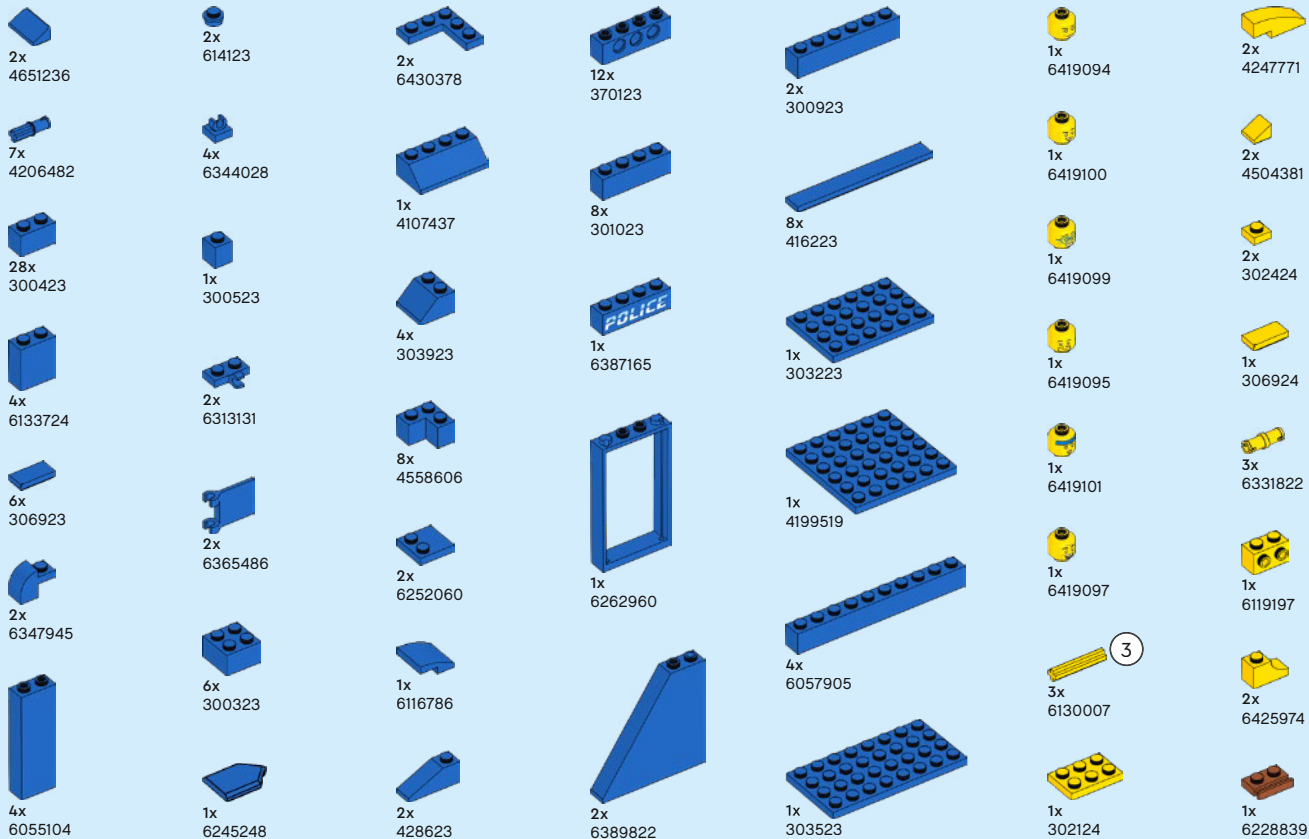 2x
4651236
7x
4206482
28x
300423
4x
6133724
6x
306923
2x
6347945
4x
6055104
2x
614123
4x
6344028
1x
300523
2x
6313131
2x
6365486
6x
300323
1x
6245248
2x
6430378
1x
4107437
4x
303923
8x
4558606
2x
6252060
1x
6116786
2x
428623
12x
370123
8x
301023
POLICE
1x
6387165
1x
6262960
2x
6389822
2x
300923
8x
416223
1x
303223
1x
4199519
4x
6057905
1x
303523
1x
6419094
1x
6419100
1x
6419099
1x
6419095
1x
6419101
1x
6419097
3
3x
6130007
1x
302124
2x
4247771
2x
4504381
2x
302424
1x
306924
3x
6331822
1x
6119197
2x
6425974
1x
6228839